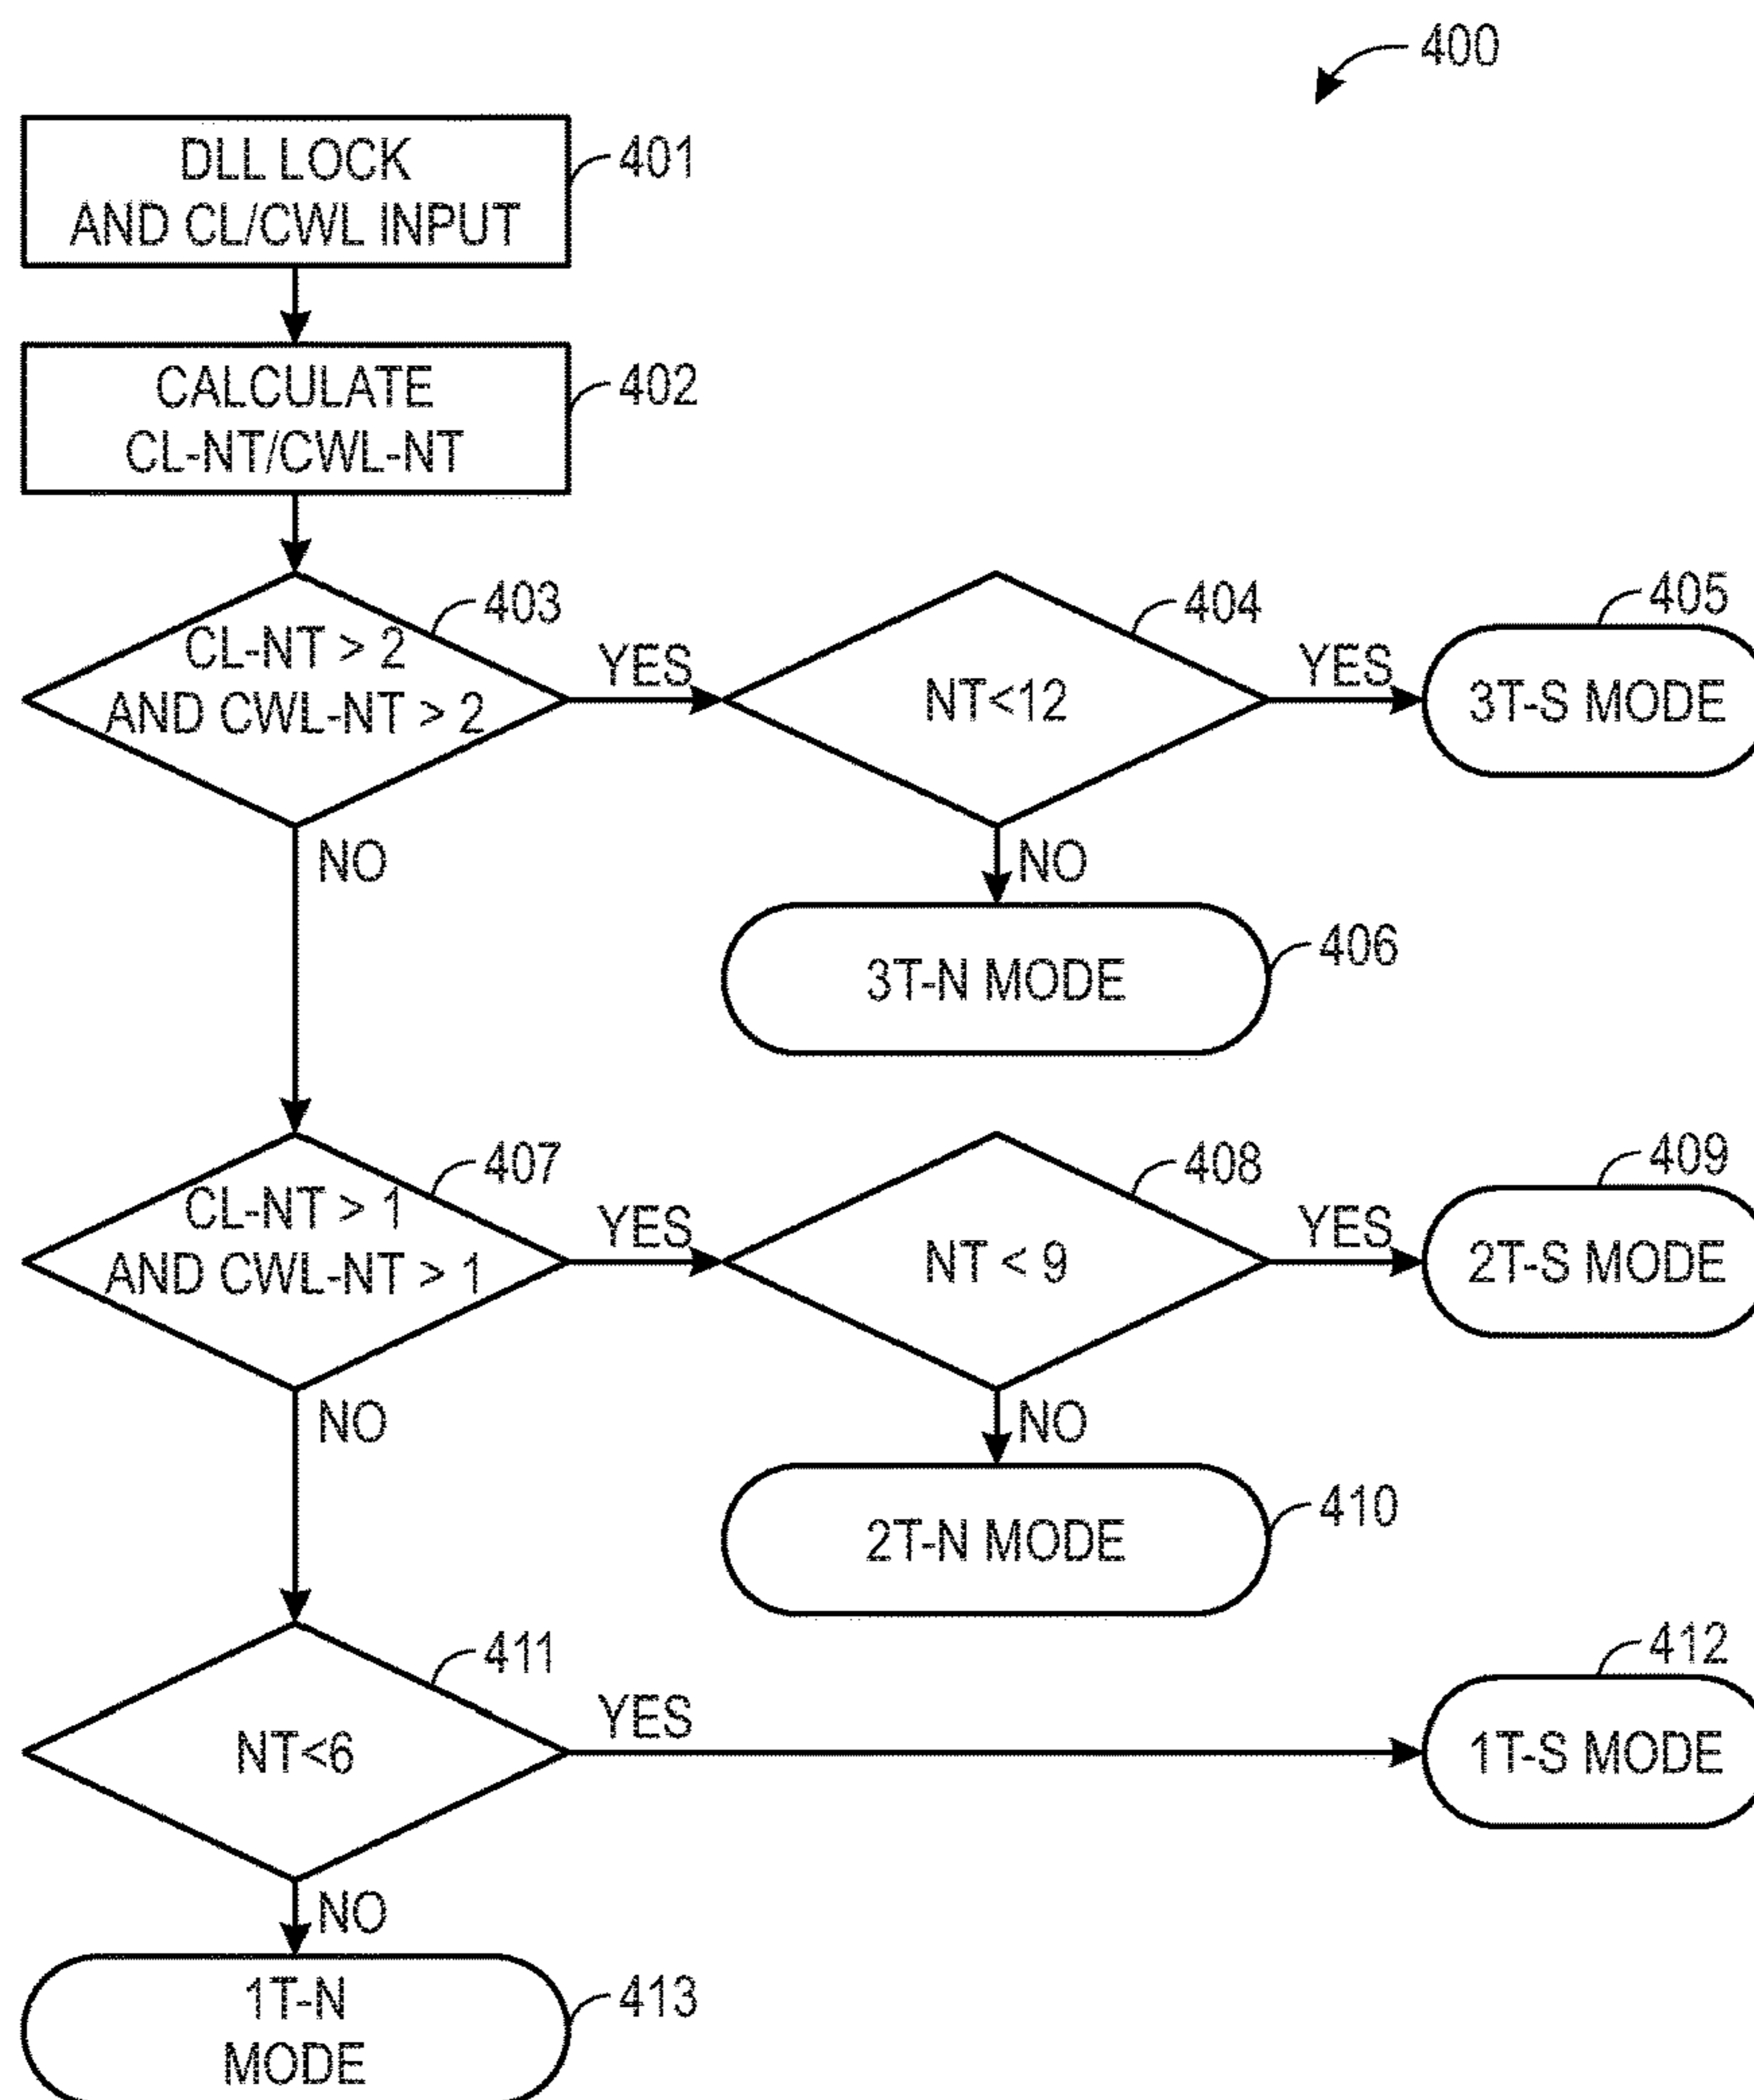 400
DLL LOCK
AND CL/CWL INPUT
401
CALCULATE
CL-NT/CWL-NT
402
CL-NT > 2
AND CWL-NT > 2
403
YES
NO
NT<12
404
YES
NO
3T-S MODE
405
3T-N MODE
406
CL-NT > 1
AND CWL-NT > 1
407
YES
NO
NT < 9
408
YES
NO
2T-S MODE
409
2T-N MODE
410
NT<6
411
YES
NO
1T-S MODE
412
1T-N
MODE
413